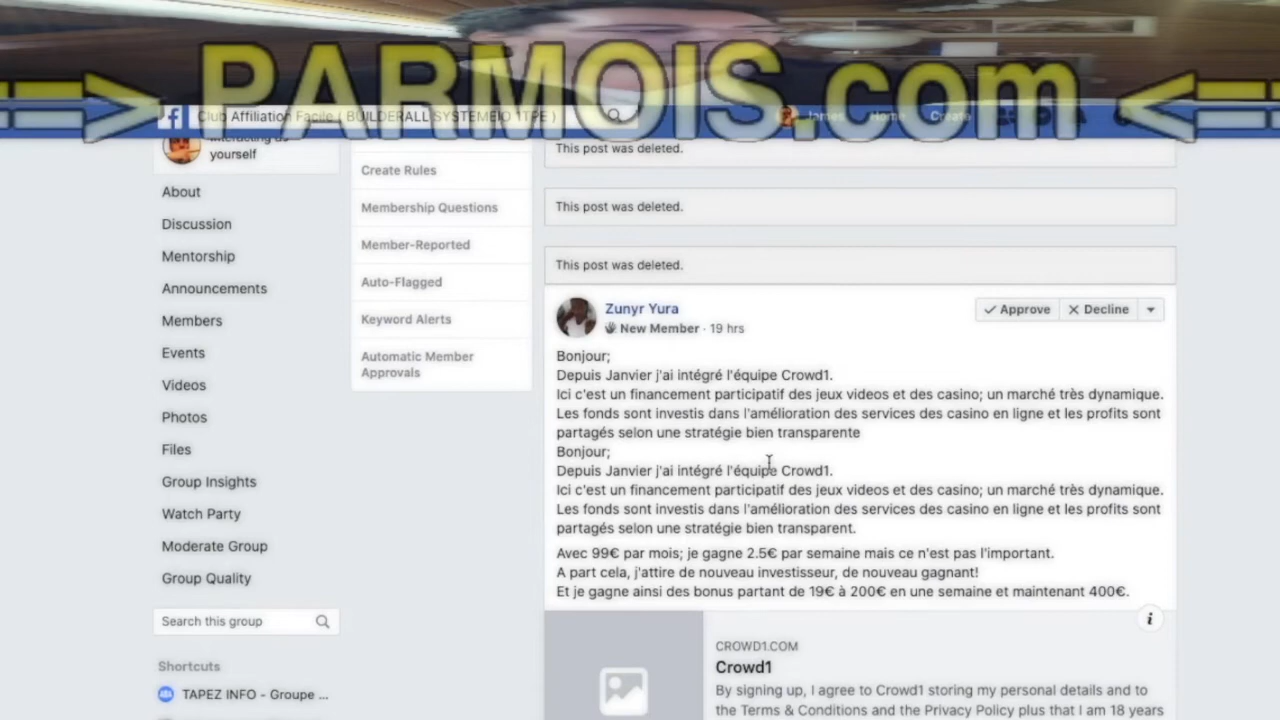 ==> PARMOIS.com <==
Club Affiliation Facile ( BUILDERALL SYSTEMEIO 1TPE )
James Home Create
interacting as
yourself
About
Discussion
Mentorship
Announcements
Members
Events
Videos
Photos
Files
Group Insights
Watch Party
Moderate Group
Group Quality
Search this group
Shortcuts
TAPEZ INFO - Groupe ...
Create Rules
Membership Questions
Member-Reported
Auto-Flagged
Keyword Alerts
Automatic Member
Approvals
This post was deleted.
This post was deleted.
This post was deleted.
Zunyr Yura
New Member · 19 hrs
Approve
Decline
Bonjour;
Depuis Janvier j'ai intégré l'équipe Crowd1.
Ici c'est un financement participatif des jeux videos et des casino; un marché très dynamique.
Les fonds sont investis dans l'amélioration des services des casino en ligne et les profits sont
partagés selon une stratégie bien transparente
Bonjour;
Depuis Janvier j'ai intégré l'équipe Crowd1.
Ici c'est un financement participatif des jeux videos et des casino; un marché très dynamique.
Les fonds sont investis dans l'amélioration des services des casino en ligne et les profits sont
partagés selon une stratégie bien transparent.
Avec 99€ par mois; je gagne 2.5€ par semaine mais ce n'est pas l'important.
A part cela, j'attire de nouveau investisseur, de nouveau gagnant!
Et je gagne ainsi des bonus partant de 19€ à 200€ en une semaine et maintenant 400€.
CROWD1.COM
Crowd1
By signing up, I agree to Crowd1 storing my personal details and to
the Terms & Conditions and the Privacy Policy plus that I am 18 years